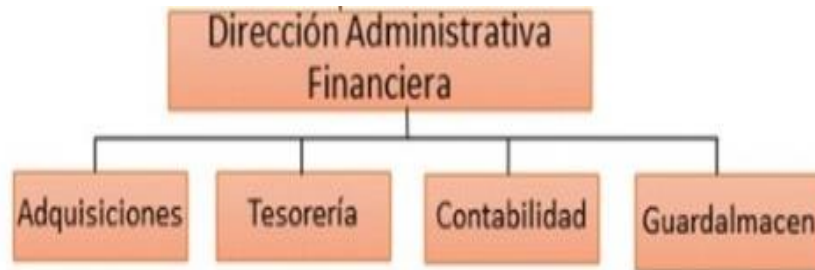 Dirección Administrativa
Financiera
Adquisiciones
Tesorería
Contabilidad
Guardalmacen